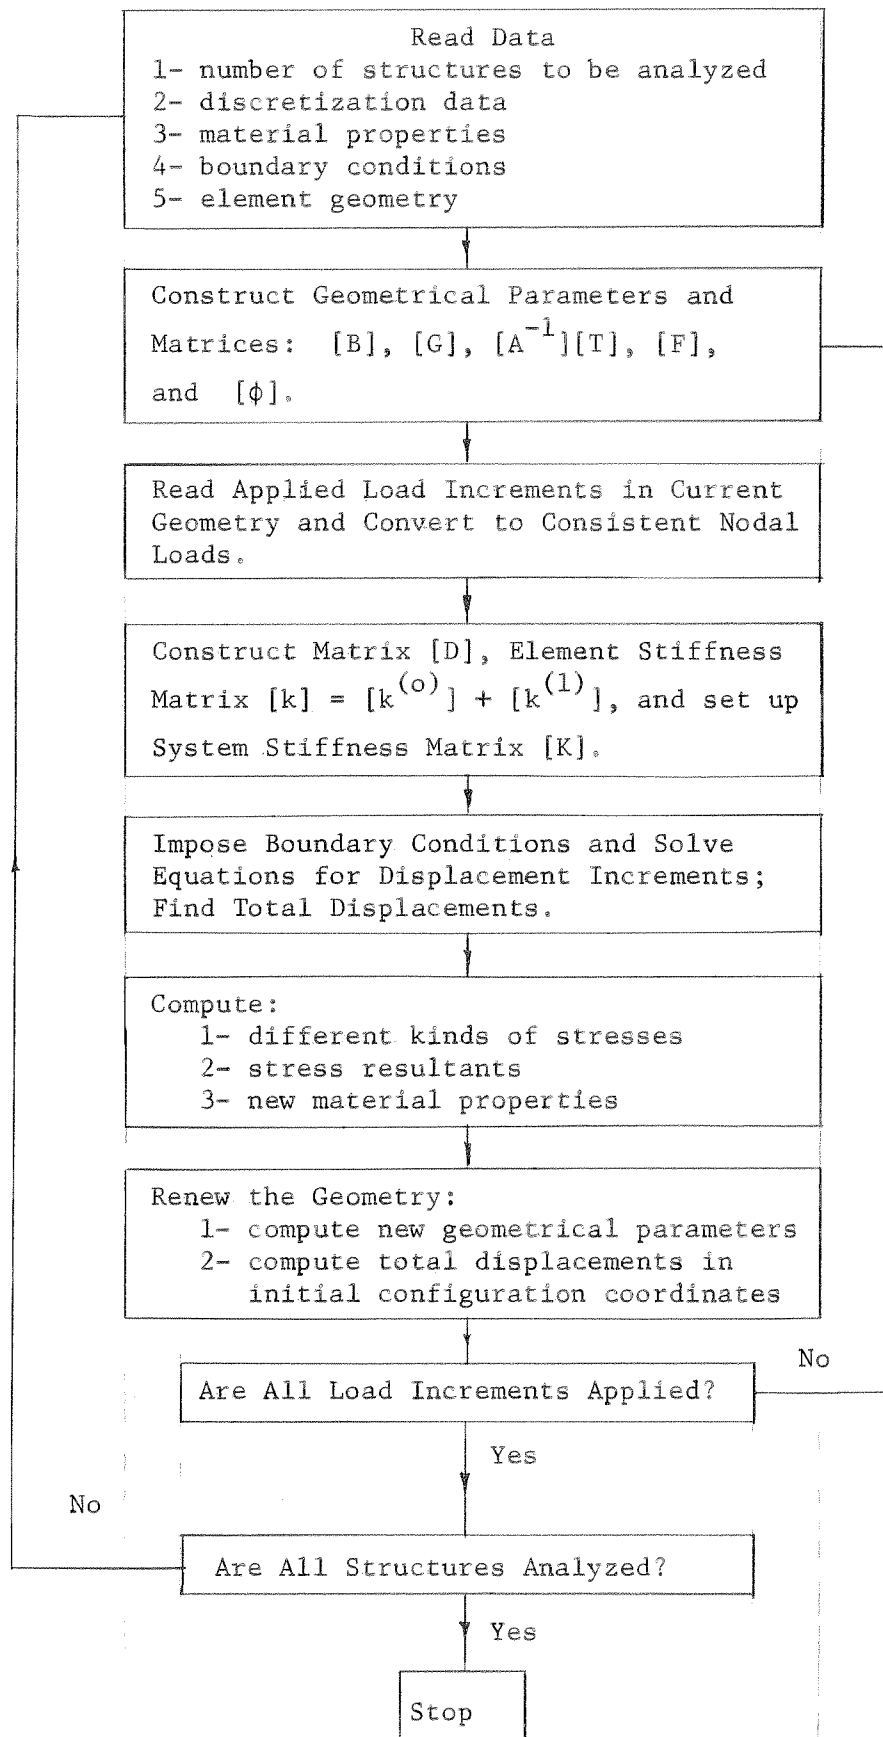 Read Data
1- number of structures to be analyzed
2- discretization data
3- material properties
4- boundary conditions
5- element geometry
Construct Geometrical Parameters and
Matrices: [B], [G], [A⁻¹][T], [F],
and [ϕ].
Read Applied Load Increments in Current
Geometry and Convert to Consistent Nodal
Loads.
Construct Matrix [D], Element Stiffness
Matrix [k] = [k⁽ᵒ⁾] + [k⁽¹⁾], and set up
System Stiffness Matrix [K].
Impose Boundary Conditions and Solve
Equations for Displacement Increments;
Find Total Displacements.
Compute:
1- different kinds of stresses
2- stress resultants
3- new material properties
Renew the Geometry:
1- compute new geometrical parameters
2- compute total displacements in
initial configuration coordinates
No
Are All Load Increments Applied?
Yes
No
Are All Structures Analyzed?
Yes
Stop